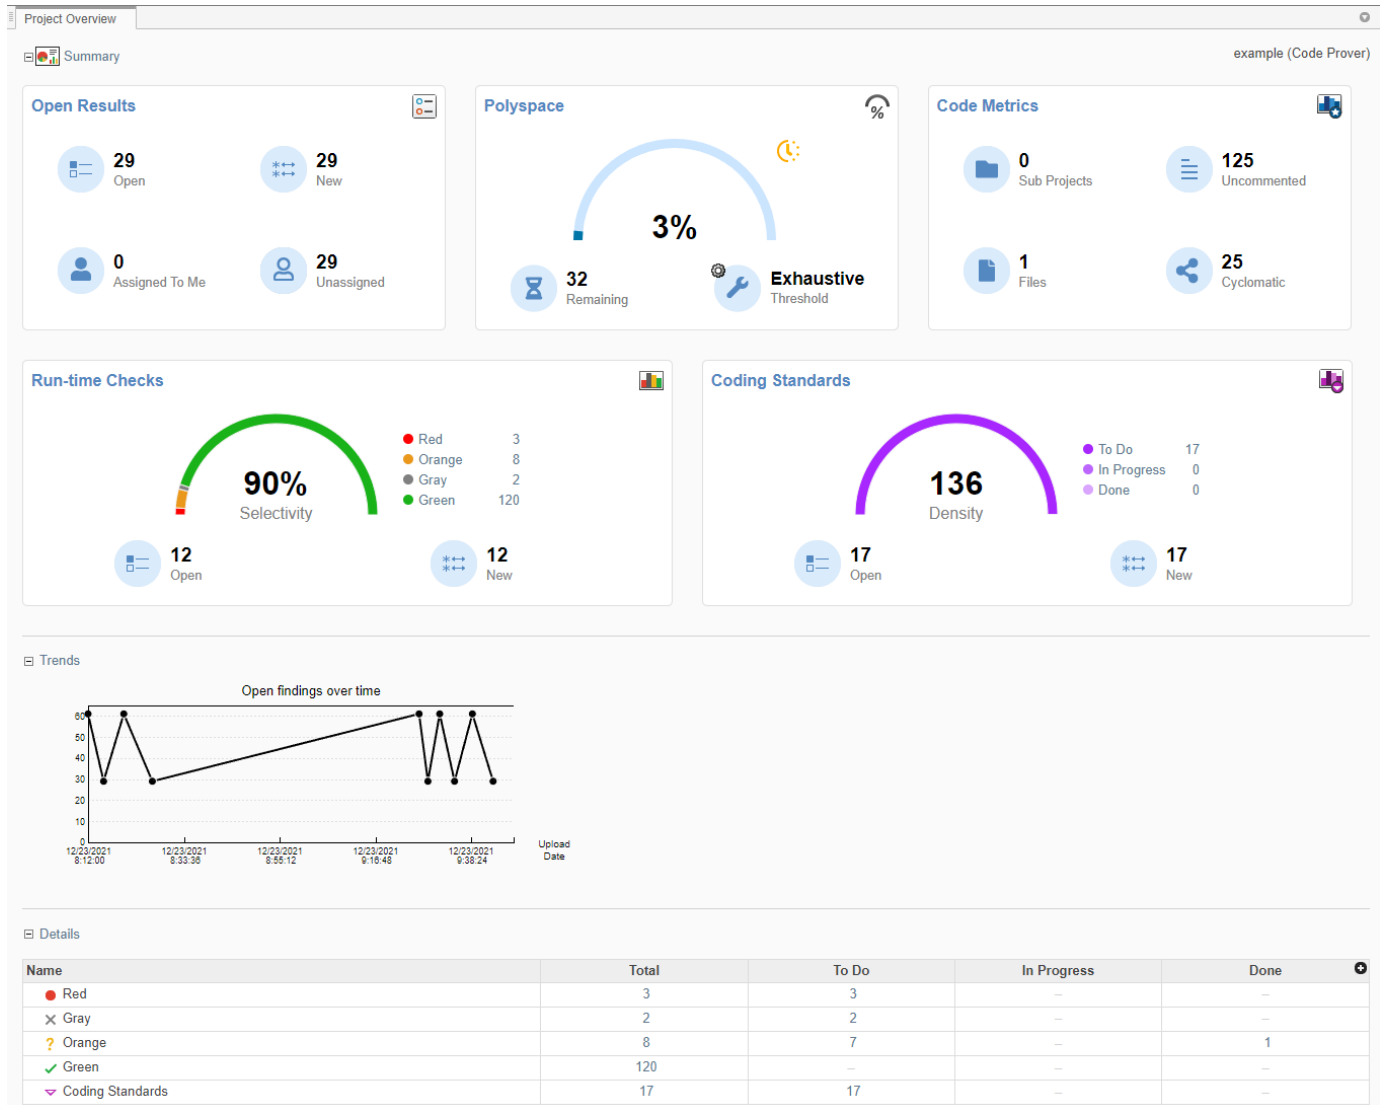 Project Overview
Summary
example (Code Prover)
Open Results
29
Open
29
New
0
Assigned To Me
29
Unassigned
Polyspace
%
3%
32
Remaining
Exhaustive
Threshold
Code Metrics
0
Sub Projects
125
Uncommented
1
Files
25
Cyclomatic
Run-time Checks
90%
Selectivity
Red 3
Orange 8
Gray 2
Green 120
12
Open
12
New
Coding Standards
136
Density
To Do 17
In Progress 0
Done 0
17
Open
17
New
Trends
Open findings over time
60
50
40
30
20
10
0
12/23/2021 12/23/2021 12/23/2021 12/23/2021 12/23/2021
8:12:00 8:33:36 8:55:12 9:16:48 9:38:24
Upload
Date
Details
Name Total To Do In Progress Done
Red 3 3 – –
Gray 2 2 – –
? Orange 8 7 – 1
Green 120 – – –
Coding Standards 17 17 – –